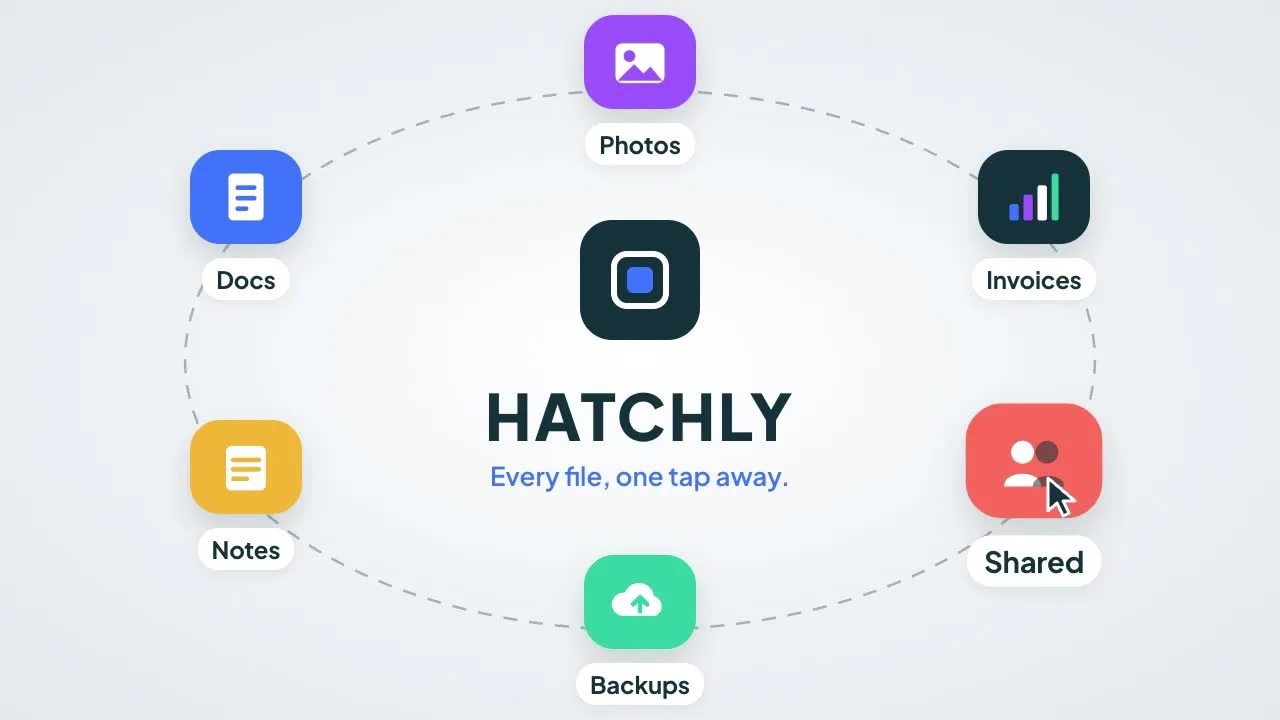 Photos
Docs
Invoices
HATCHLY
Every file, one tap away.
Notes
Shared
Backups